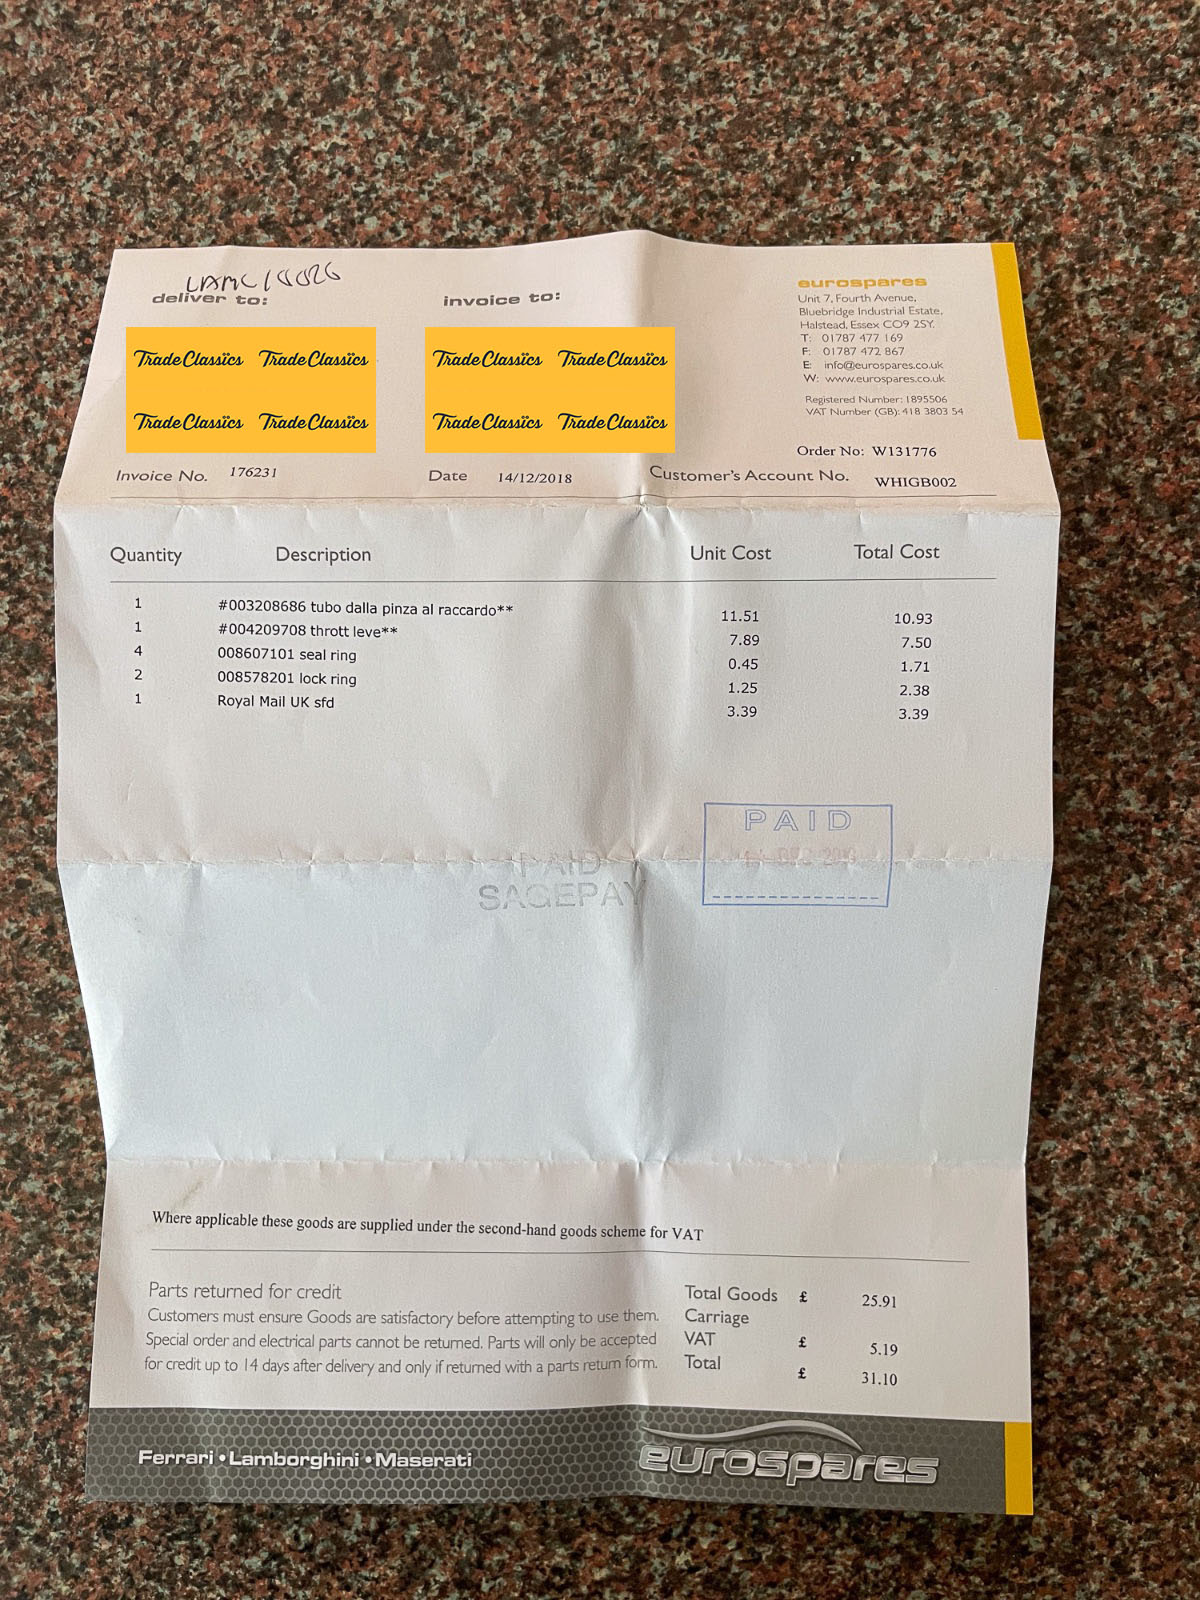 deliver to:
invoice to:
Trade Classics Trade Classics
Trade Classics Trade Classics
Trade Classics Trade Classics
Trade Classics Trade Classics
eurospares
Unit 7, Fourth Avenue,
Bluebridge Industrial Estate,
Halstead, Essex CO9 2SY.
T: 01787 477 169
F: 01787 472 867
E: info@eurospares.co.uk
W: www.eurospares.co.uk
Registered Number: 1895506
VAT Number (GB): 418 3803 54
Order No: W131776
Invoice No. 176231 Date 14/12/2018 Customer's Account No. WHIGB002
Quantity Description Unit Cost Total Cost
1 #003208686 tubo dalla pinza al raccardo** 11.51 10.93
1 #004209708 thrott leve** 7.89 7.50
4 008607101 seal ring 0.45 1.71
2 008578201 lock ring 1.25 2.38
1 Royal Mail UK sfd 3.39 3.39
PAID
DEC
PAID
SAGEPAY
Where applicable these goods are supplied under the second-hand goods scheme for VAT
Parts returned for credit
Customers must ensure Goods are satisfactory before attempting to use them.
Special order and electrical parts cannot be returned. Parts will only be accepted
for credit up to 14 days after delivery and only if returned with a parts return form.
Total Goods £ 25.91
Carriage
VAT £ 5.19
Total £ 31.10
Ferrari • Lamborghini • Maserati
eurospares